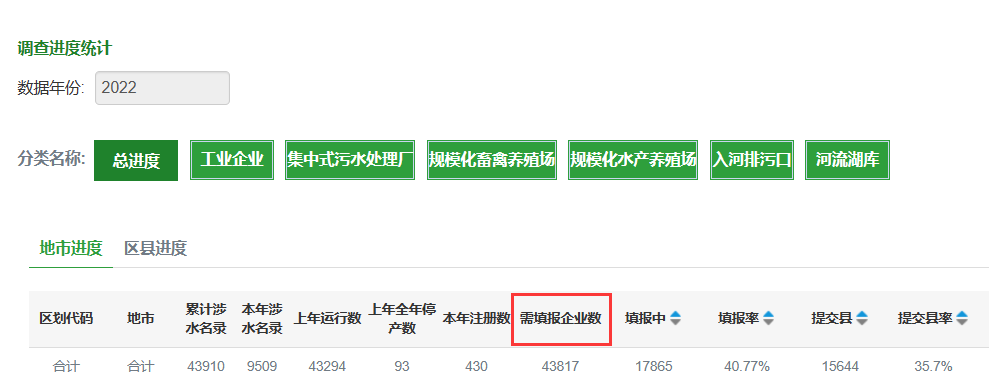 调查进度统计
数据年份: 2022
分类名称: 总进度 工业企业 集中式污水处理厂 规模化畜禽养殖场 规模化水产养殖场 入河排污口 河流湖库
地市进度 区县进度
区划代码 地市 累计涉水名录 本年涉水名录 上年运行数 上年全年停产数 本年注册数 需填报企业数 填报中 填报率 提交县 提交县率
合计 合计 43910 9509 43294 93 430 43817 17865 40.77% 15644 35.7%